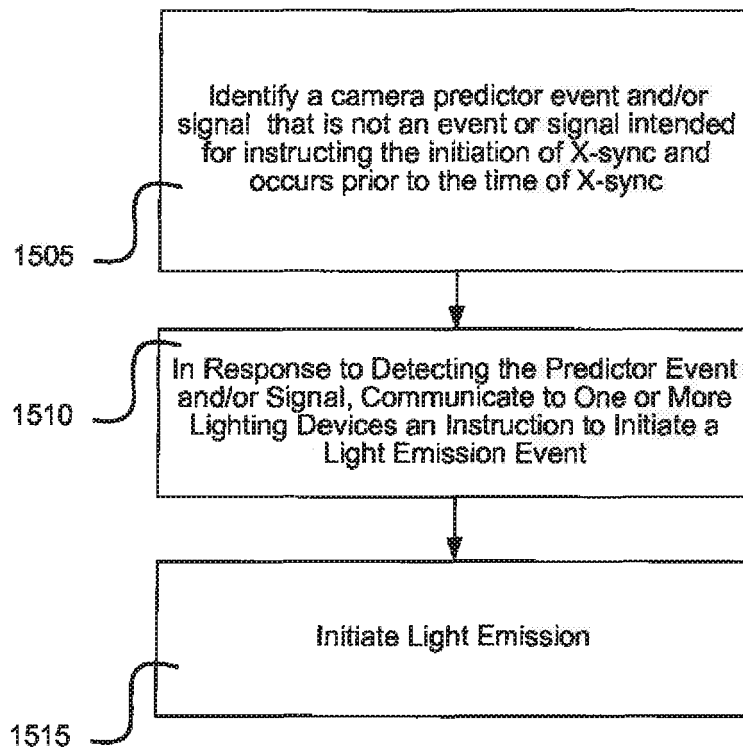 Identify a camera predictor event and/or
signal that is not an event or signal intended
for instructing the initiation of X-sync and
occurs prior to the time of X-sync
1505
In Response to Detecting the Predictor Event
and/or Signal, Communicate to One or More
Lighting Devices an Instruction to Initiate a
Light Emission Event
1510
Initiate Light Emission
1515